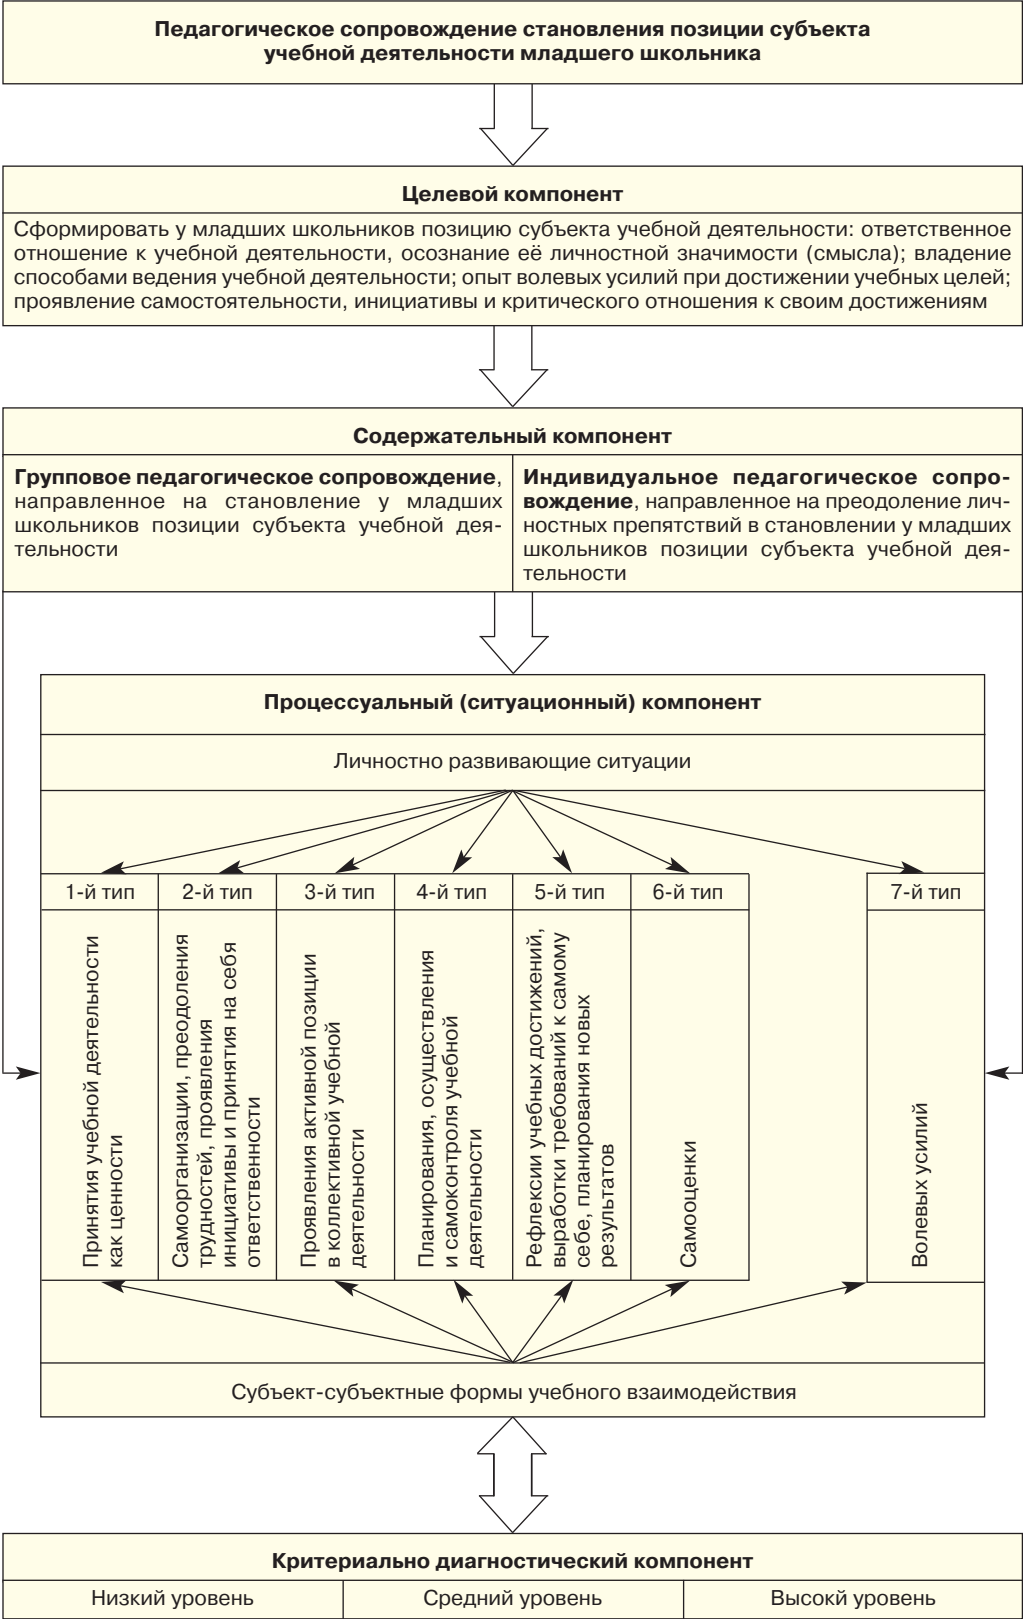 Педагогическое сопровождение становления позиции субъекта
учебной деятельности младшего школьника
Целевой компонент
Сформировать у младших школьников позицию субъекта учебной деятельности: ответственное
отношение к учебной деятельности, осознание её личностной значимости (смысла); владение
способами ведения учебной деятельности; опыт волевых усилий при достижении учебных целей;
проявление самостоятельности, инициативы и критического отношения к своим достижениям
Содержательный компонент
Групповое педагогическое сопровождение,
направленное на становление у младших
школьников позиции субъекта учебной дея-
тельности
Индивидуальное педагогическое сопро-
вождение, направленное на преодоление лич-
ностных препятствий в становлении у младших
школьников позиции субъекта учебной дея-
тельности
Процессуальный (ситуационный) компонент
Личностно развивающие ситуации
1-й тип
2-й тип
3-й тип
4-й тип
5-й тип
6-й тип
7-й тип
Принятия учебной деятельности
как ценности
Самоорганизации, преодоления
трудностей, проявления
инициативы и принятия на себя
ответственности
Проявления активной позиции
в коллективной учебной
деятельности
Планирования, осуществления
и самоконтроля учебной
деятельности
Рефлексии учебных достижений,
выработки требований к самому
себе, планирования новых
результатов
Самооценки
Волевых усилий
Субъект-субъектные формы учебного взаимодействия
Критериально диагностический компонент
Низкий уровень
Средний уровень
Высокй уровень